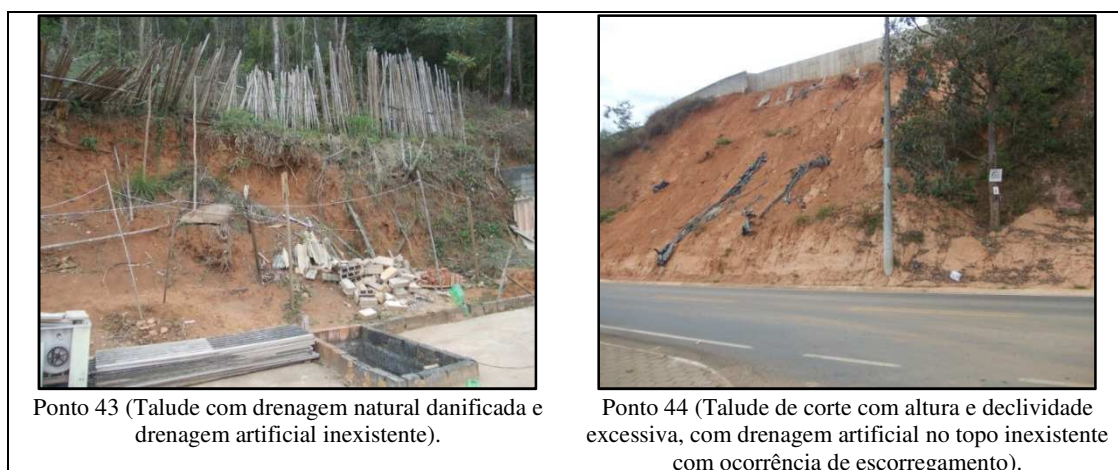 Ponto 43 (Talude com drenagem natural danificada e
drenagem artificial inexistente).
Ponto 44 (Talude de corte com altura e declividade
excessiva, com drenagem artificial no topo inexistente
com ocorrência de escorregamento).